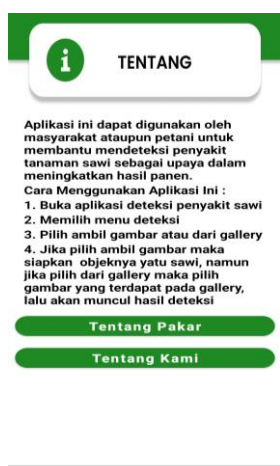 i
TENTANG
Aplikasi ini dapat digunakan oleh
masyarakat ataupun petani untuk
membantu mendeteksi penyakit
tanaman sawi sebagai upaya dalam
meningkatkan hasil panen.
Cara Menggunakan Aplikasi Ini :
1. Buka aplikasi deteksi penyakit sawi
2. Memilih menu deteksi
3. Pilih ambil gambar atau dari gallery
4. Jika pilih ambil gambar maka
siapkan objeknya yatu sawi, namun
jika pilih dari gallery maka pilih
gambar yang terdapat pada gallery,
lalu akan muncul hasil deteksi
Tentang Pakar
Tentang Kami